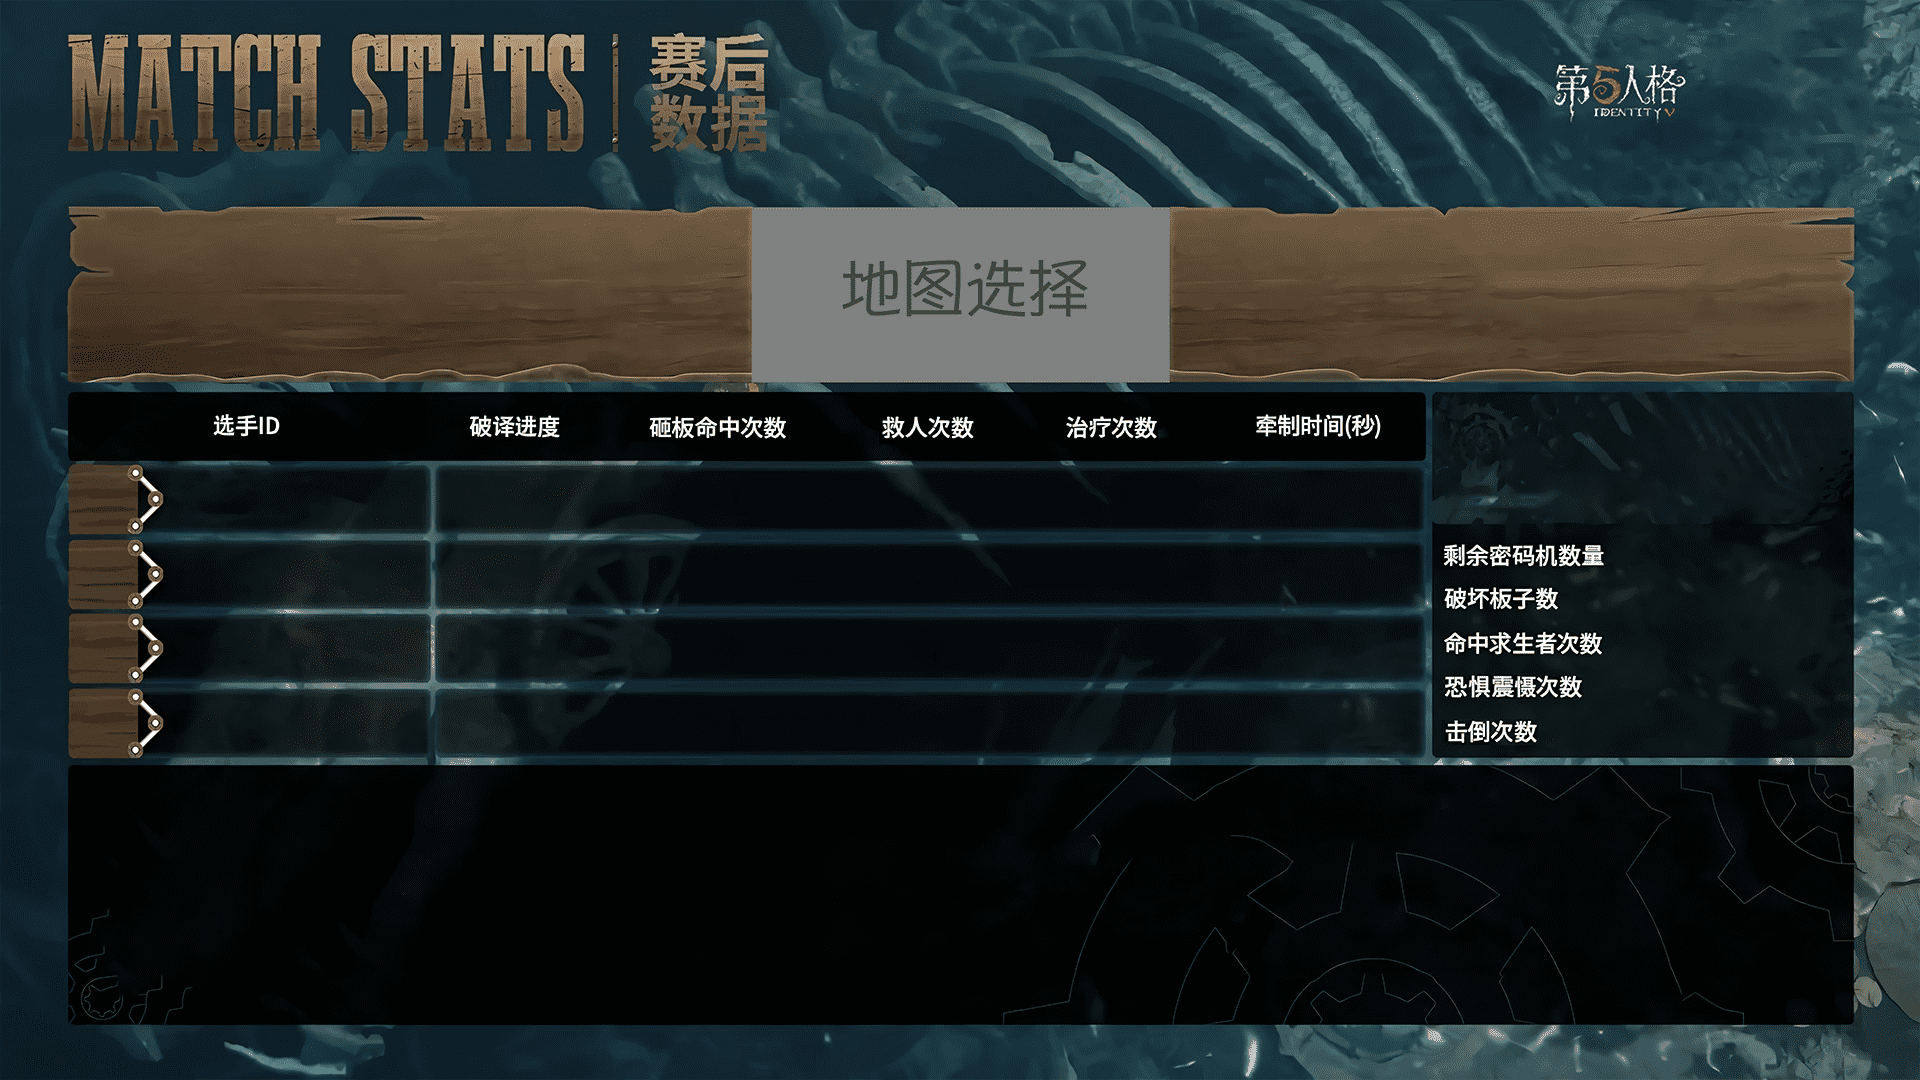 MATCH STATS
赛后
数据
第5人格
IDENTITY V
地图选择
选手ID 破译进度 砸板命中次数 救人次数 治疗次数 牵制时间(秒)
剩余密码机数量
破坏板子数
命中求生者次数
恐惧震慑次数
击倒次数